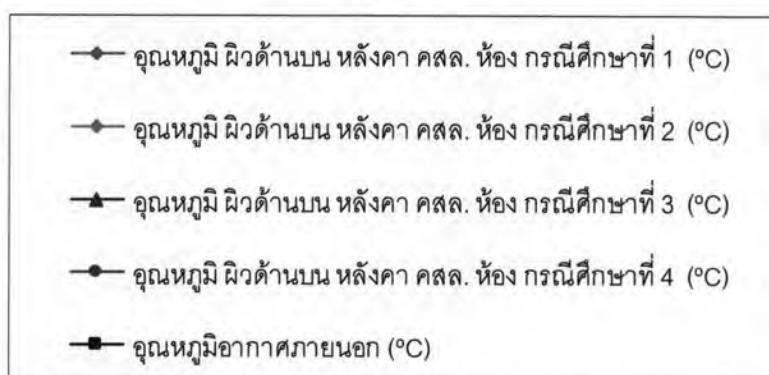 อุณหภูมิ ผิวด้านบน หลังคา คสล. ห้อง กรณีศึกษาที่ 1 (ºC)
อุณหภูมิ ผิวด้านบน หลังคา คสล. ห้อง กรณีศึกษาที่ 2 (ºC)
อุณหภูมิ ผิวด้านบน หลังคา คสล. ห้อง กรณีศึกษาที่ 3 (ºC)
อุณหภูมิ ผิวด้านบน หลังคา คสล. ห้อง กรณีศึกษาที่ 4 (ºC)
อุณหภูมิอากาศภายนอก (ºC)